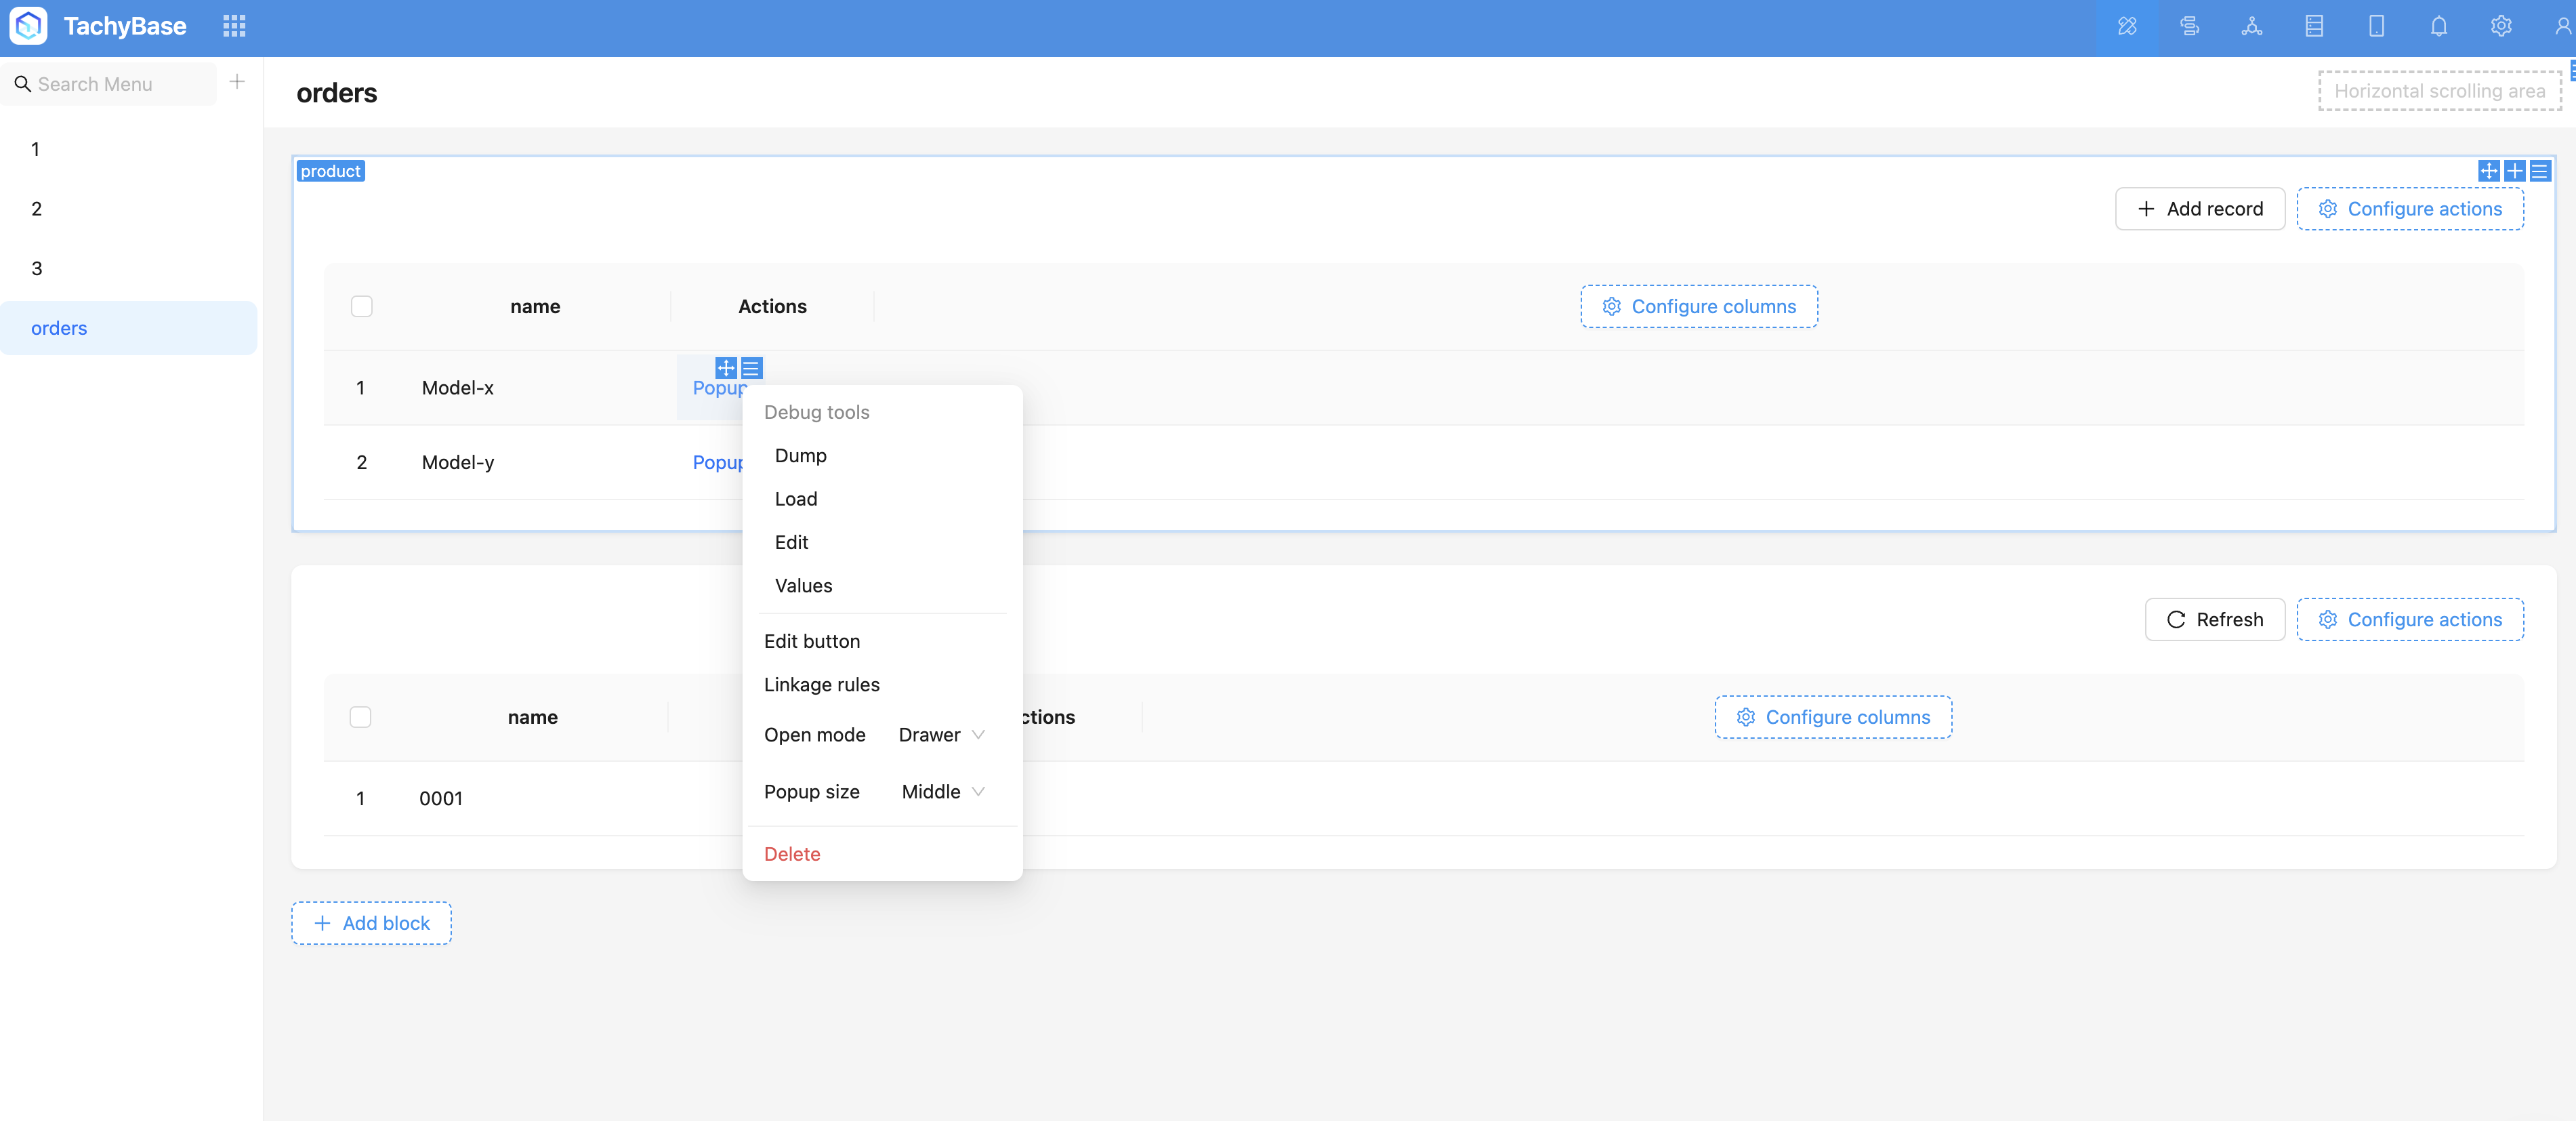 TachyBase
Search Menu
1
2
3
orders
orders
Horizontal scrolling area
product
Add record
Configure actions
name
Actions
Configure columns
1
Model-x
2
Model-y
Debug tools
Dump
Load
Edit
Values
Edit button
Linkage rules
Open mode
Drawer
Popup size
Middle
Delete
Refresh
Configure actions
name
ctions
Configure columns
1
0001
Add block